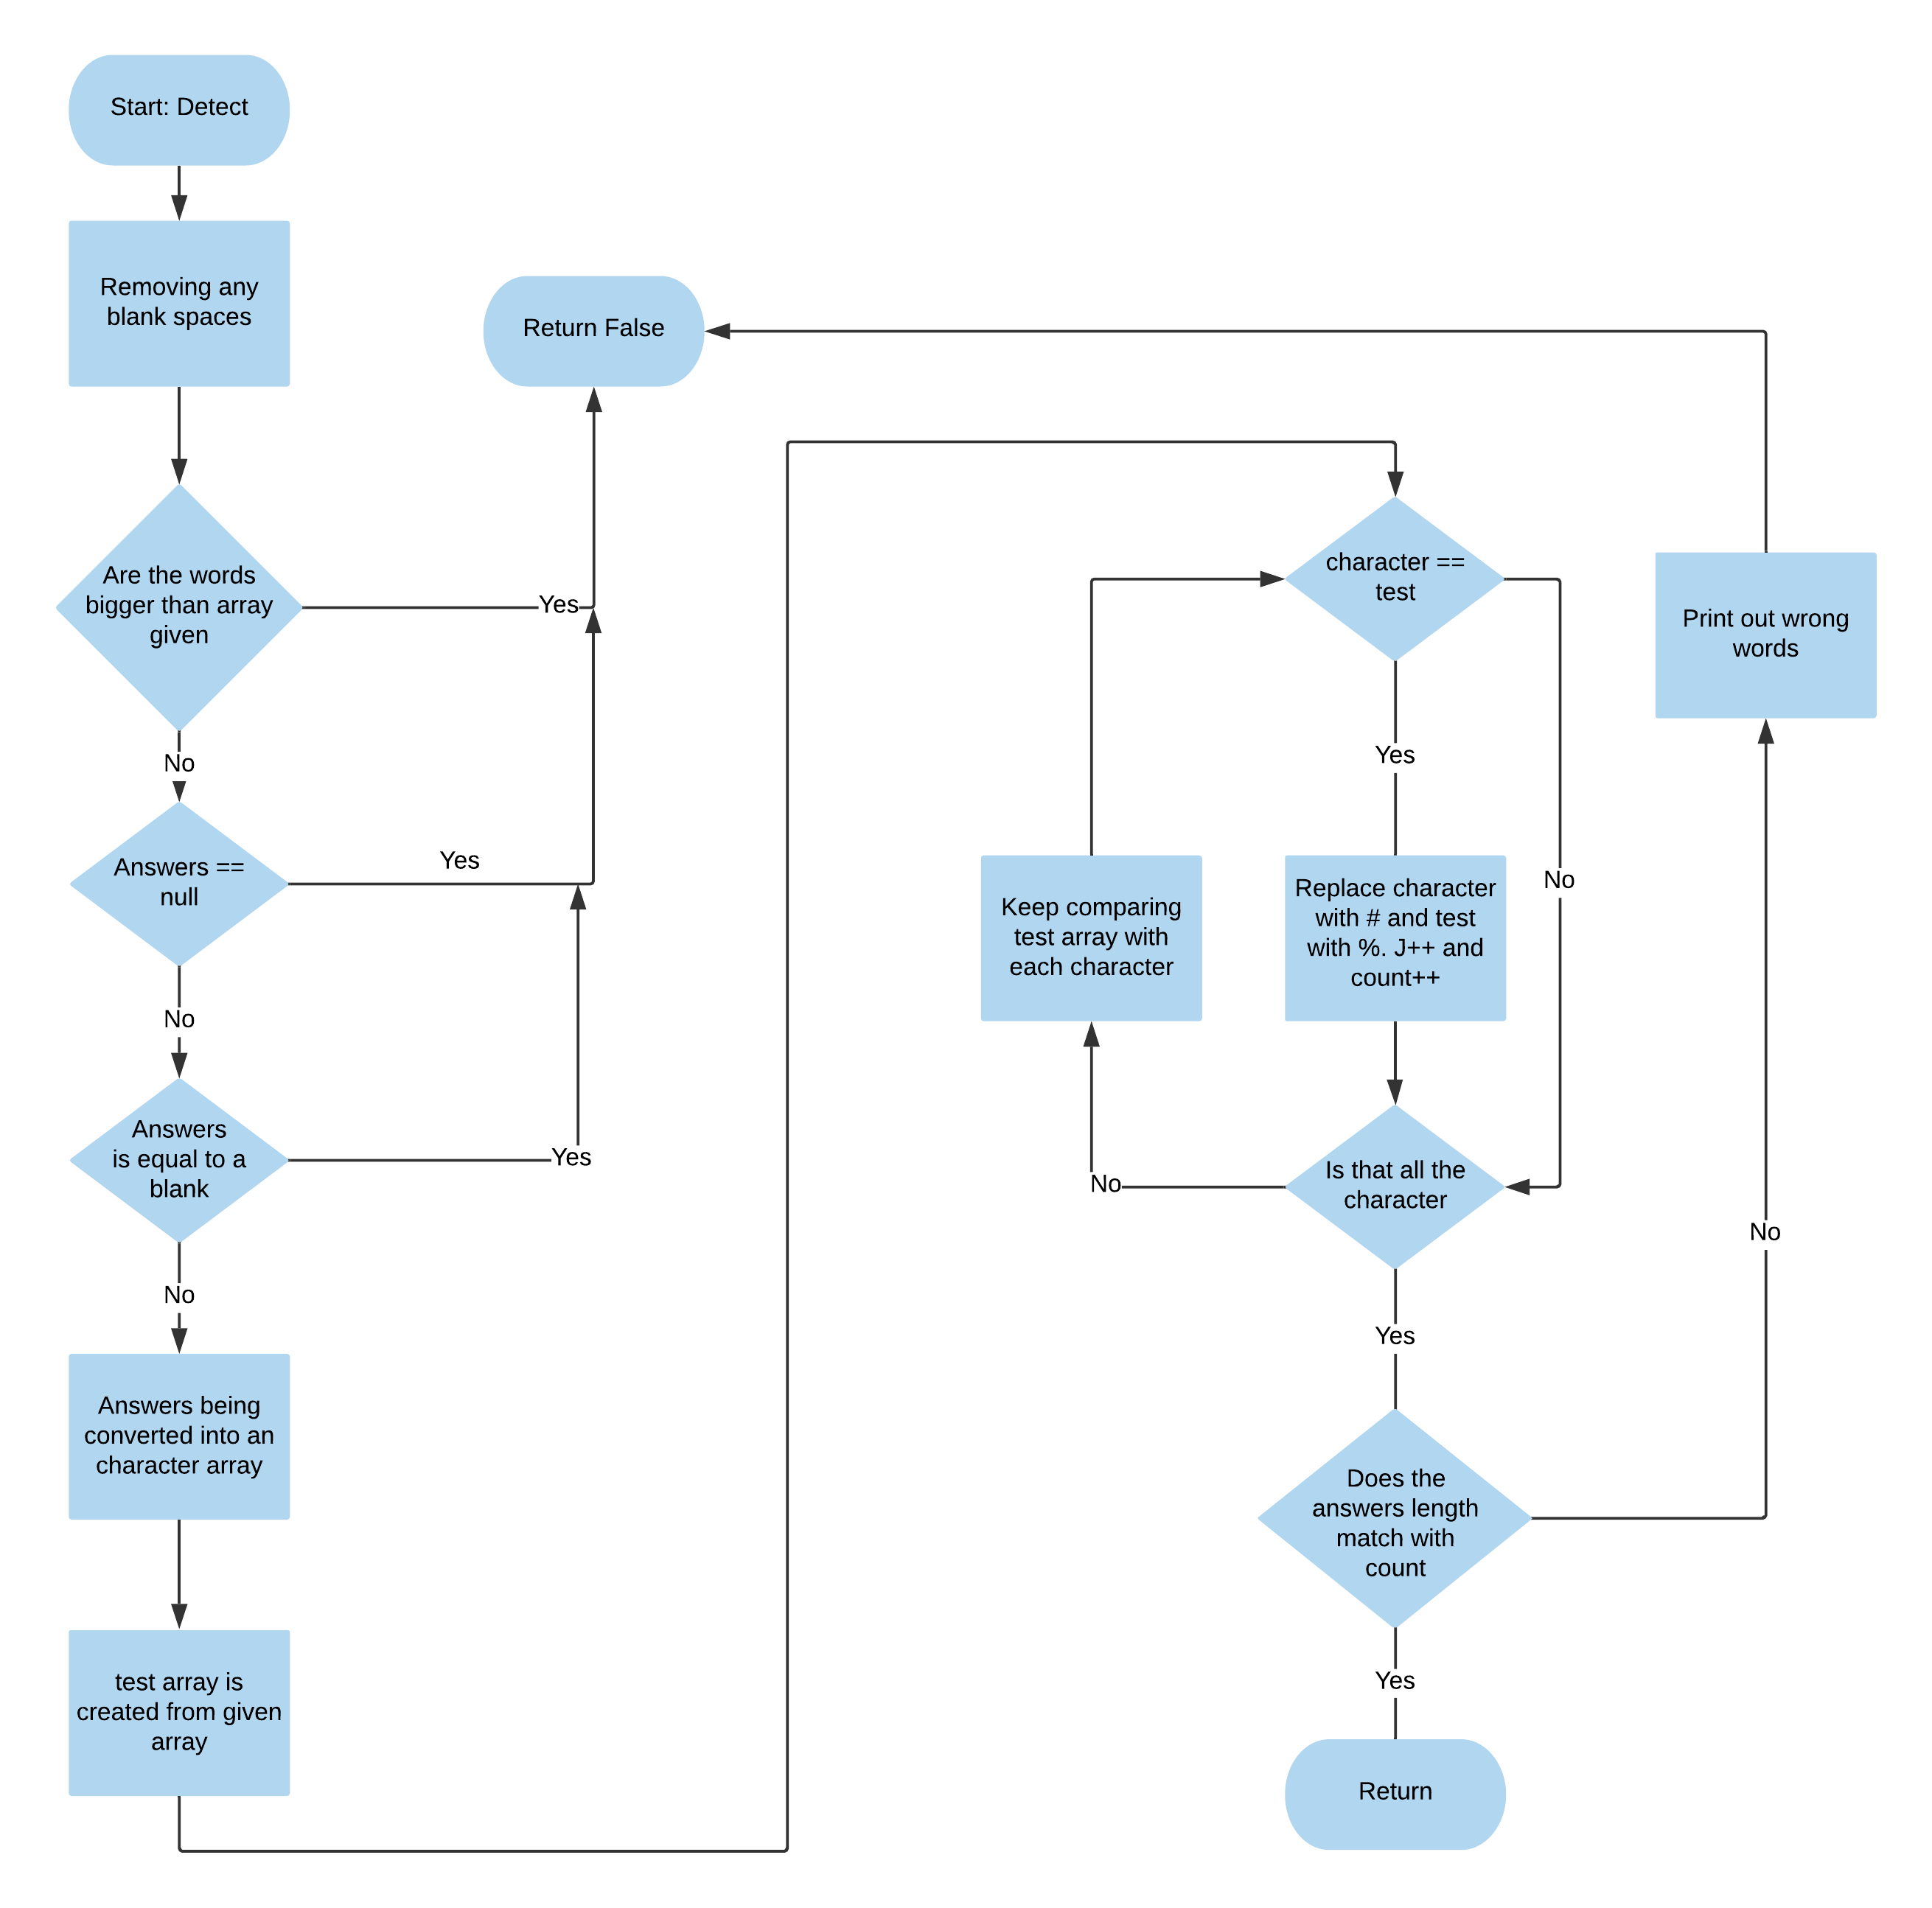 Start: Detect
Removing any
blank spaces
Are the words
bigger than array
given
Yes
No
Answers ==
null
Yes
No
Answers
is equal to a
blank
Yes
No
Answers being
converted into an
character array
test array is
created from given
array
Return False
character ==
test
Yes
No
Replace character
with # and test
with %. J++ and
count++
Keep comparing
test array with
each character
Is that all the
character
No
Yes
Does the
answers length
match with
count
No
Yes
Print out wrong
words
Return